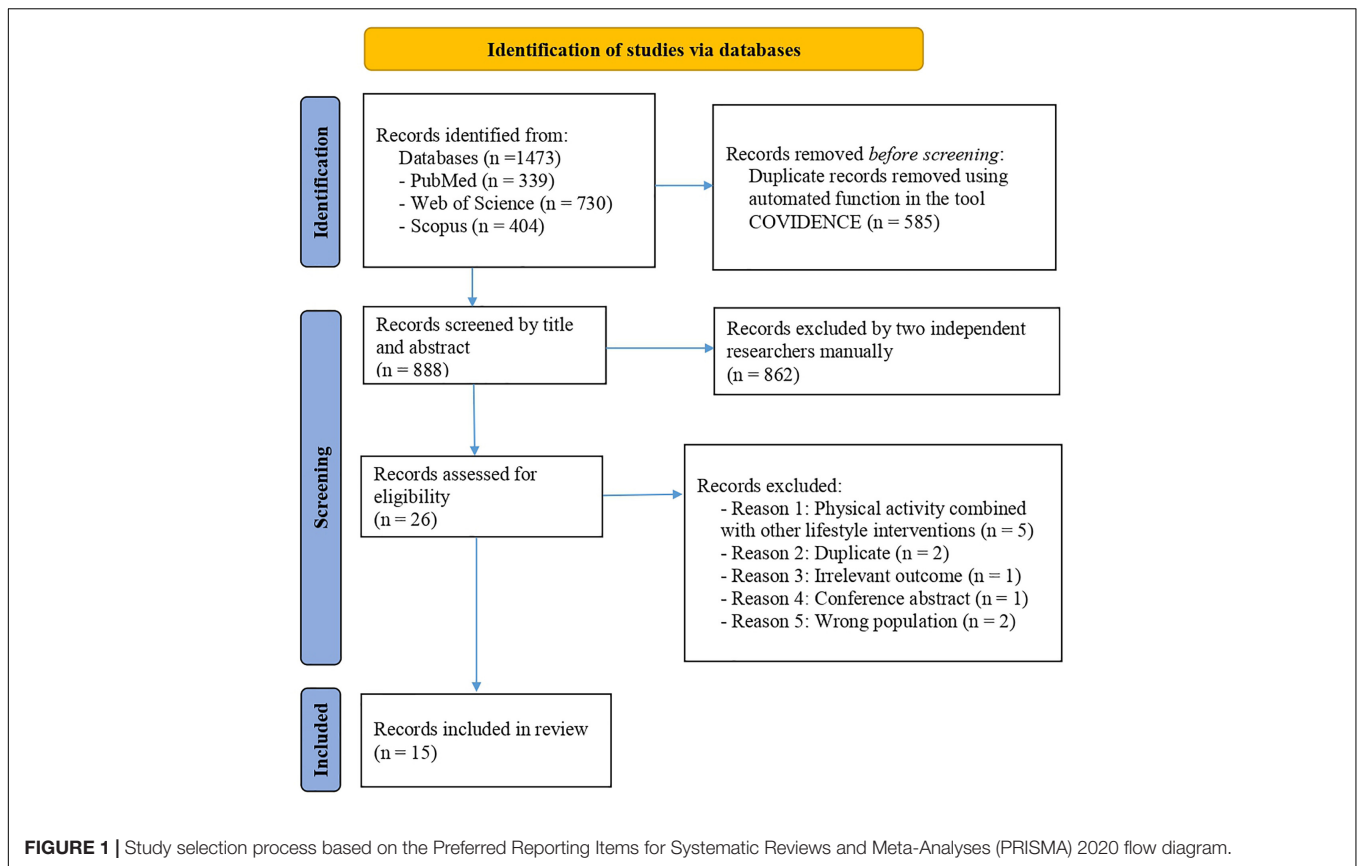 Identification of studies via databases
Identification
Records identified from:
Databases (n =1473)
- PubMed (n = 339)
- Web of Science (n = 730)
- Scopus (n = 404)
Records removed before screening:
Duplicate records removed using
automated function in the tool
COVIDENCE (n = 585)
Screening
Records screened by title
and abstract
(n = 888)
Records excluded by two independent
researchers manually
(n = 862)
Records assessed for
eligibility
(n = 26)
Records excluded:
- Reason 1: Physical activity combined
with other lifestyle interventions (n = 5)
- Reason 2: Duplicate (n = 2)
- Reason 3: Irrelevant outcome (n = 1)
- Reason 4: Conference abstract (n = 1)
- Reason 5: Wrong population (n = 2)
Included
Records included in review
(n = 15)
FIGURE 1 | Study selection process based on the Preferred Reporting Items for Systematic Reviews and Meta-Analyses (PRISMA) 2020 flow diagram.